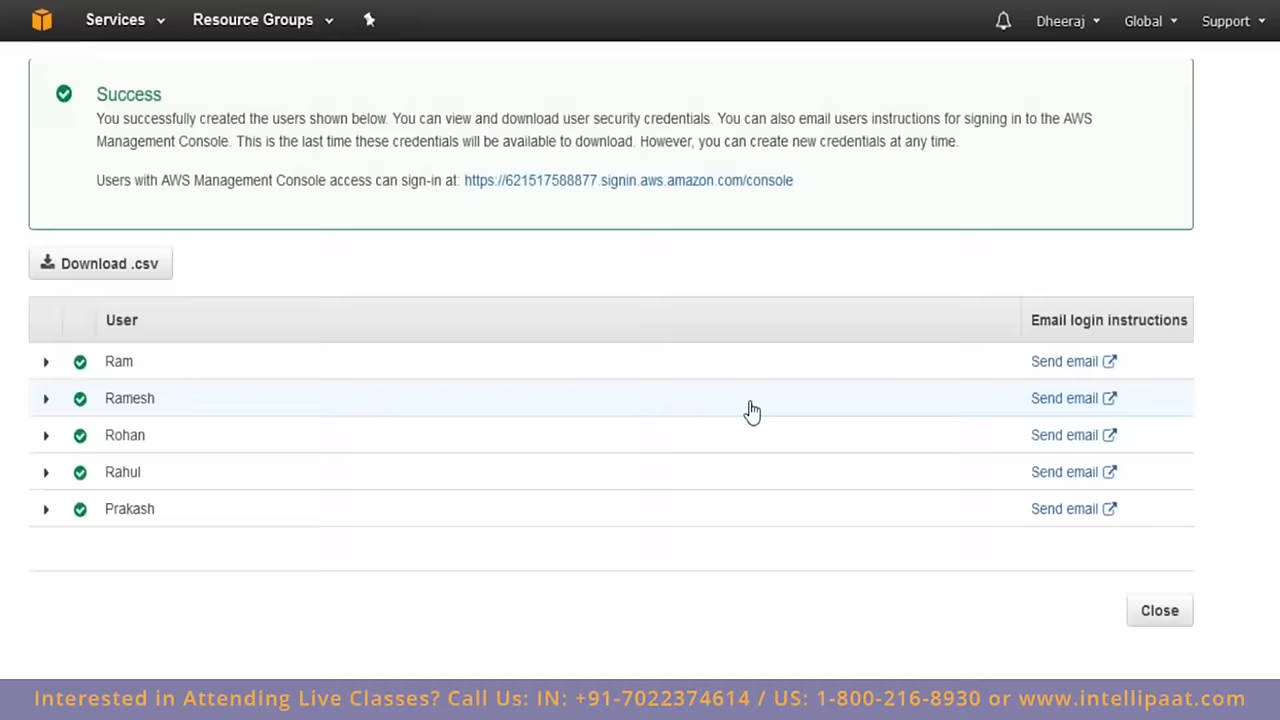 Services Resource Groups Dheeraj Global Support
Success
You successfully created the users shown below. You can view and download user security credentials. You can also email users instructions for signing in to the AWS
Management Console. This is the last time these credentials will be available to download. However, you can create new credentials at any time.
Users with AWS Management Console access can sign-in at: https://621517588877.signin.aws.amazon.com/console
Download .csv
User Email login instructions
Ram Send email
Ramesh Send email
Rohan Send email
Rahul Send email
Prakash Send email
Close
Interested in Attending Live Classes? Call Us: IN: +91-7022374614 / US: 1-800-216-8930 or www.intellipaat.com